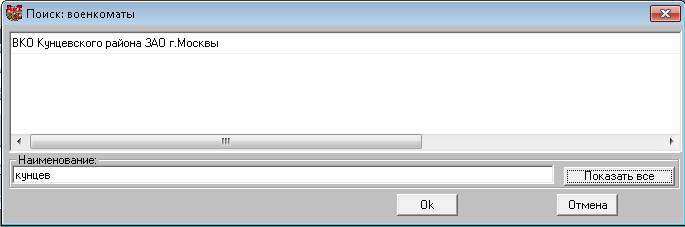 Поиск: военкоматы
ВКО Кунцевского района ЗАО г.Москвы
Наименование:
кунцев
Показать все
Ok
Отмена